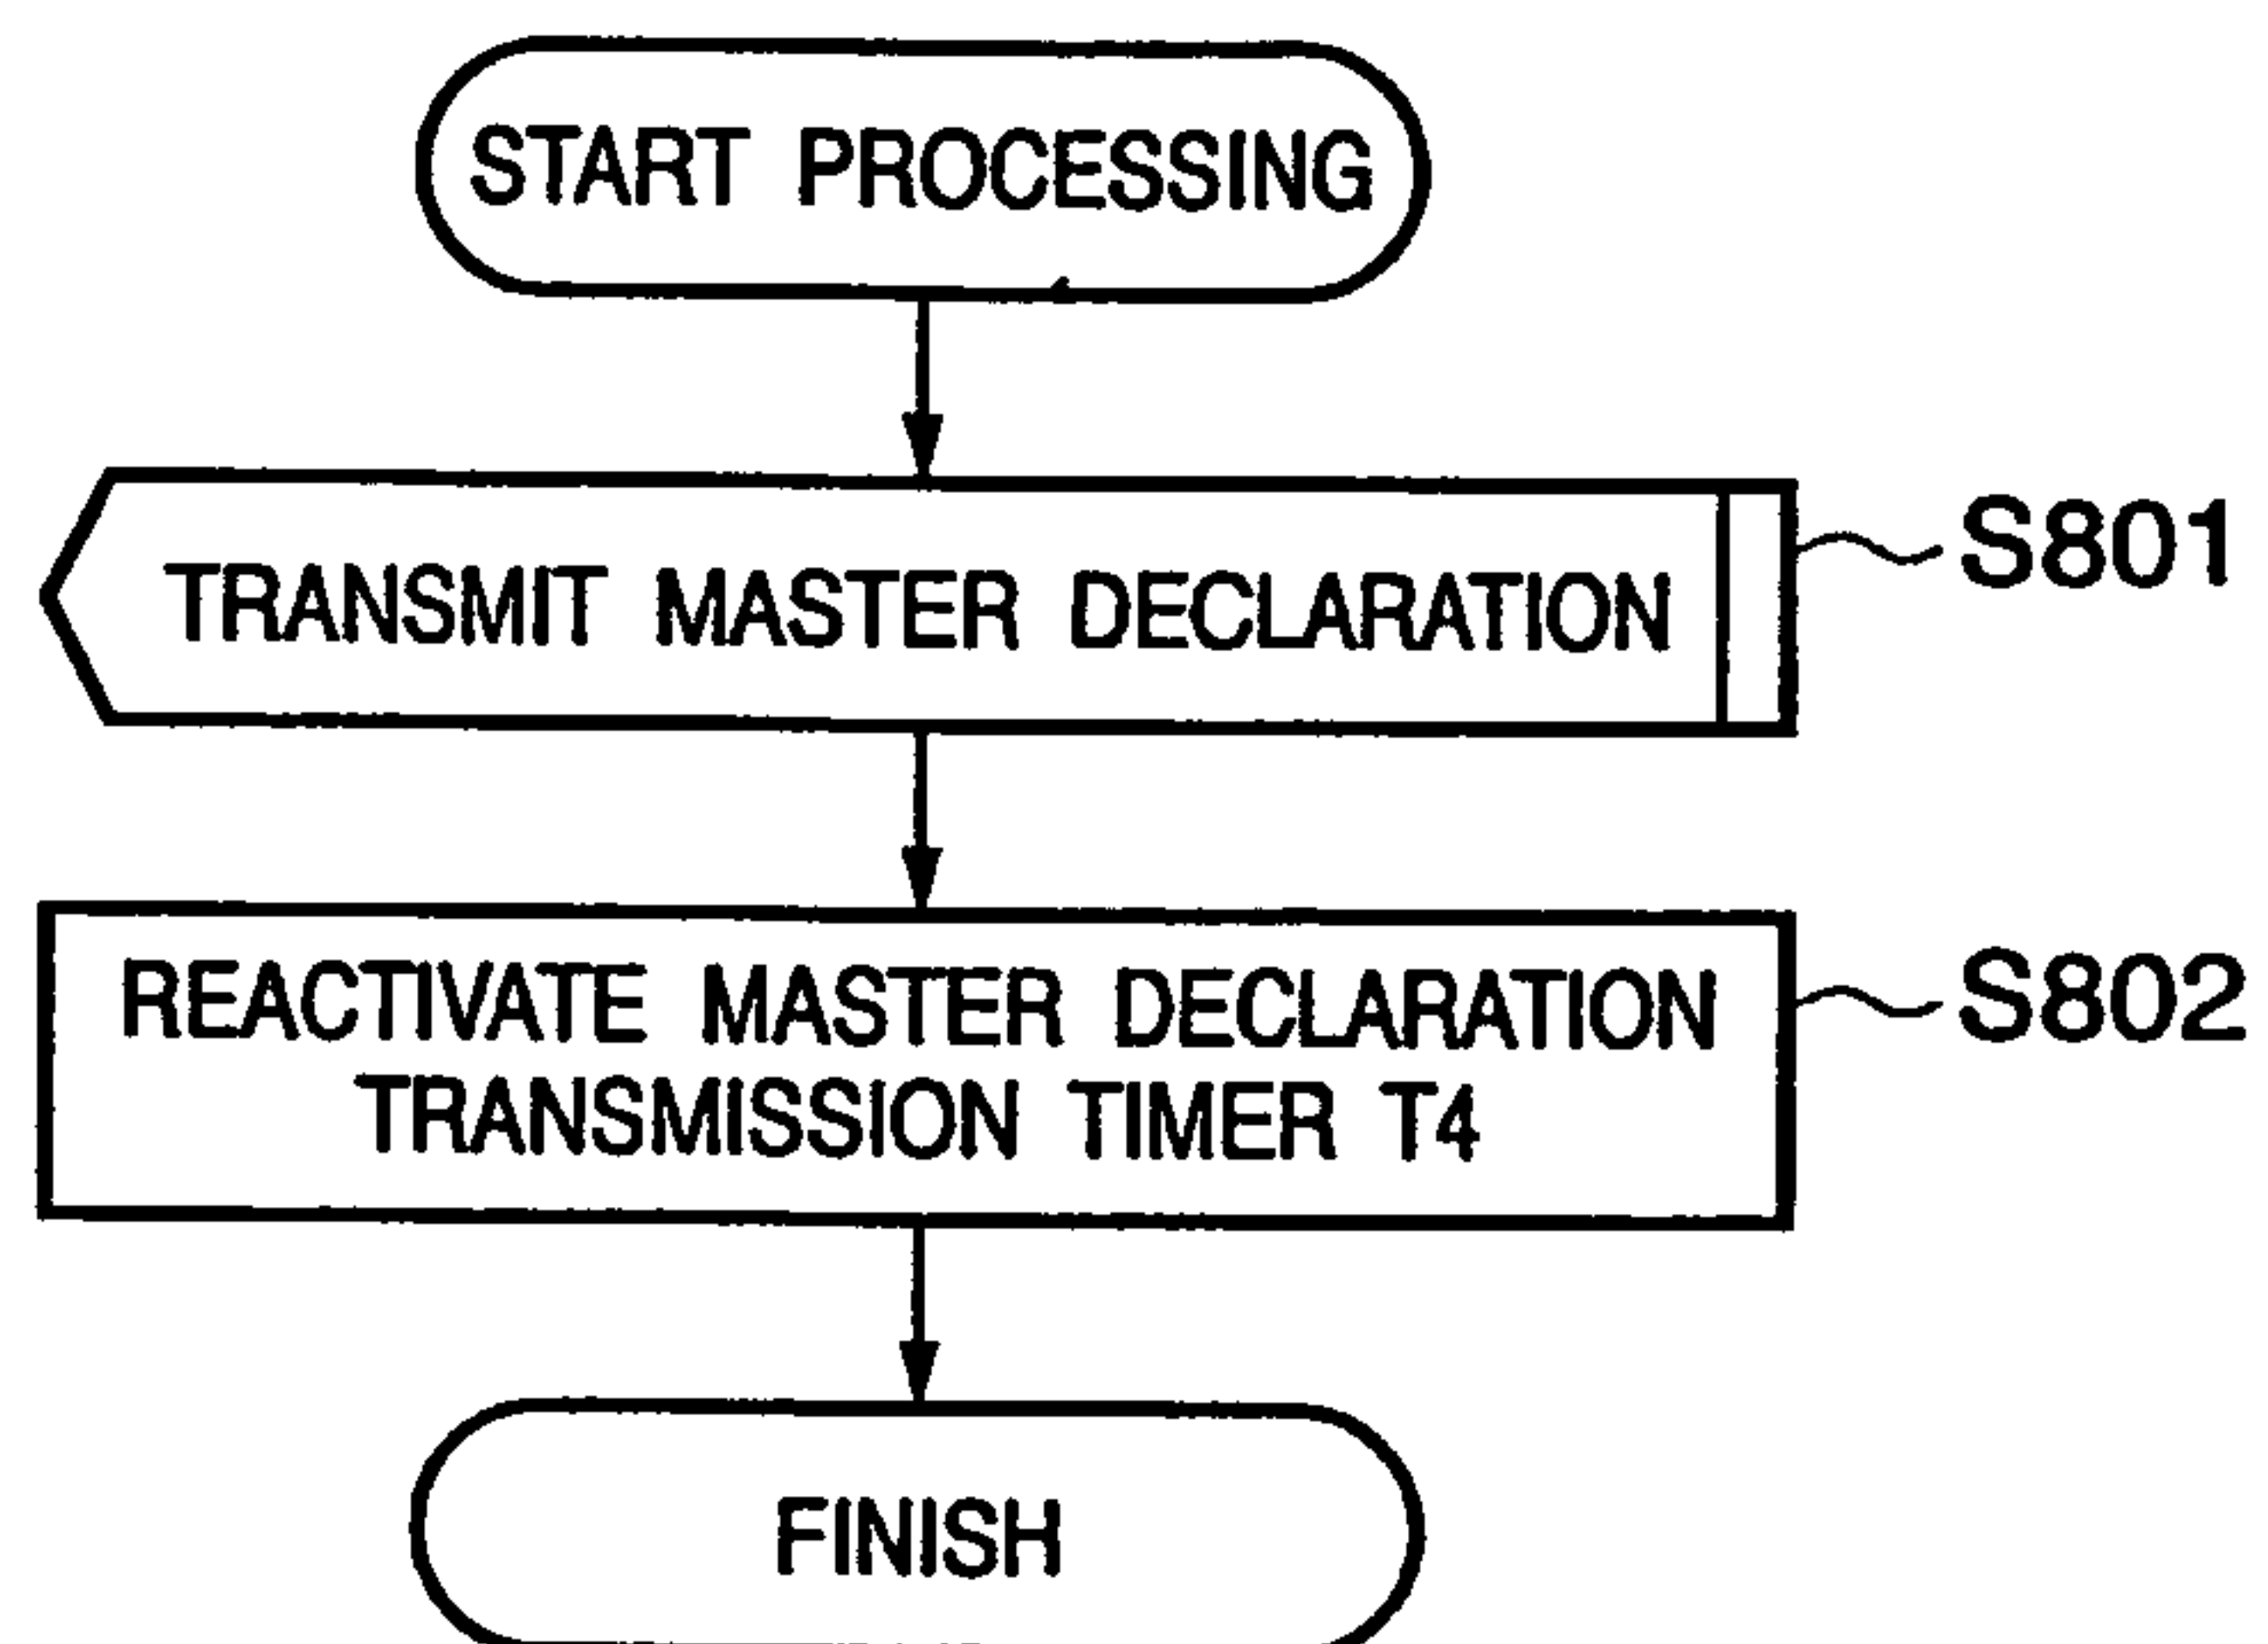 START PROCESSING
TRANSMIT MASTER DECLARATION
S801
REACTIVATE MASTER DECLARATION
TRANSMISSION TIMER T4
S802
FINISH